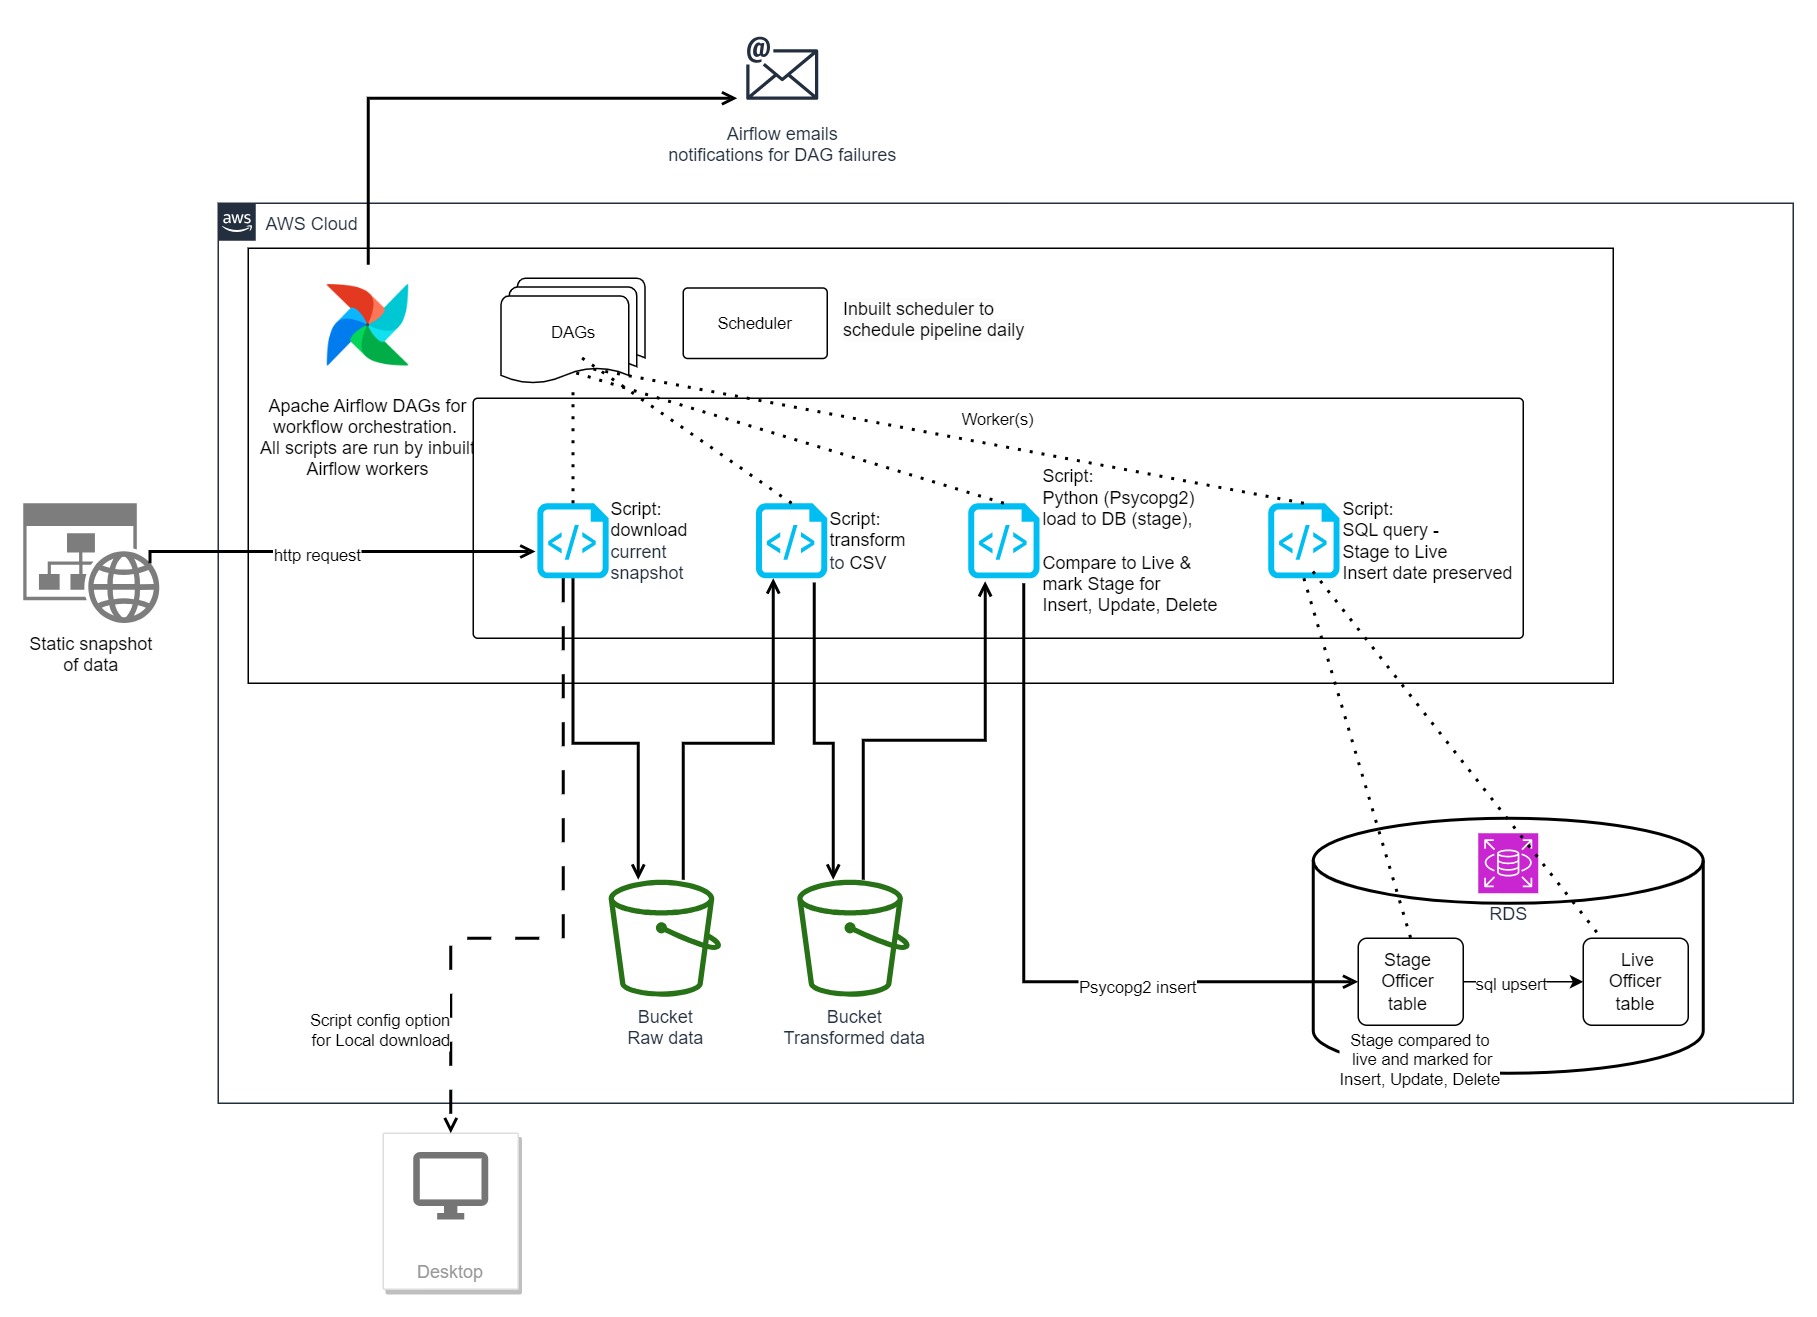 @
Airflow emails
notifications for DAG failures
aws
AWS Cloud
DAGs
Scheduler
Inbuilt scheduler to
schedule pipeline daily
Apache Airflow DAGs for
workflow orchestration.
All scripts are run by inbuilt
Airflow workers
Worker(s)
Script:
download
current
snapshot
Script:
transform
to CSV
Script:
Python (Psycopg2)
load to DB (stage),
Compare to Live &
mark Stage for
Insert, Update, Delete
Script:
SQL query -
Stage to Live
Insert date preserved
</>
</>
</>
</>
http request
Static snapshot
of data
RDS
Stage
Officer
table
sql upsert
Live
Officer
table
Psycopg2 insert
Stage compared to
live and marked for
Insert, Update, Delete
Bucket
Raw data
Bucket
Transformed data
Script config option
for Local download
Desktop